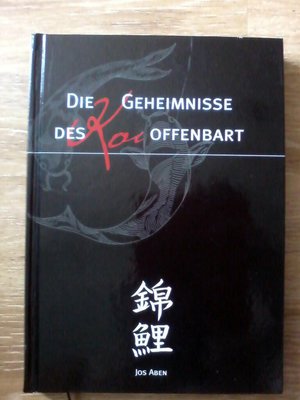 DIE GEHEIMNISSE
DES Koi OFFENBART
錦
鯉
JOS ABEN